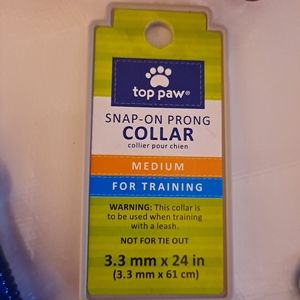 top paw®
SNAP-ON PRONG
COLLAR
collier pour chien
MEDIUM
FOR TRAINING
WARNING: This collar is
to be used when training
with a leash.
NOT FOR TIE OUT
3.3 mm x 24 in
(3.3 mm x 61 cm)